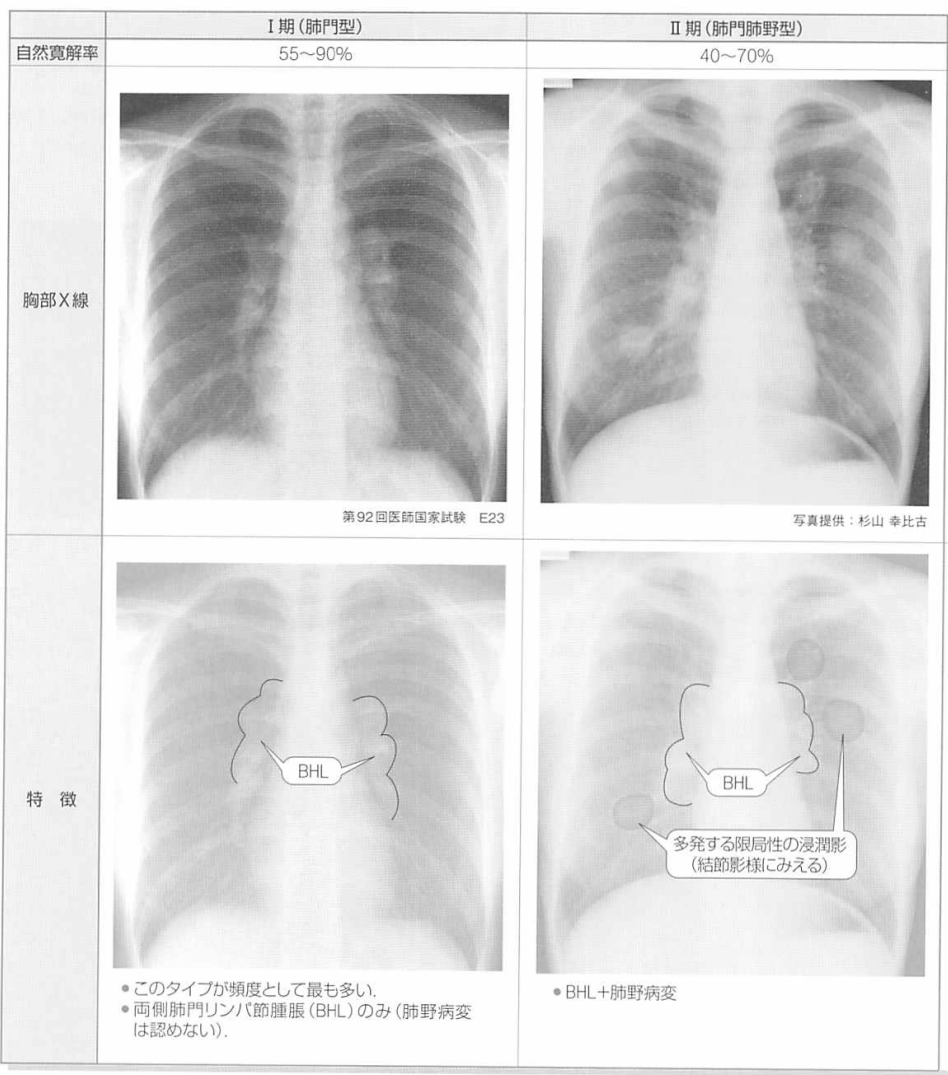 Ⅰ期(肺門型)
Ⅱ期(肺門肺野型)
自然寛解率
55〜90%
40〜70%
胸部X線
第92回医師国家試験 E23
写真提供:杉山 幸比古
特 徴
BHL
BHL
多発する限局性の浸潤影
(結節影様にみえる)
●このタイプが頻度として最も多い.
●両側肺門リンパ節腫脹(BHL)のみ(肺野病変
は認めない).
●BHL+肺野病変